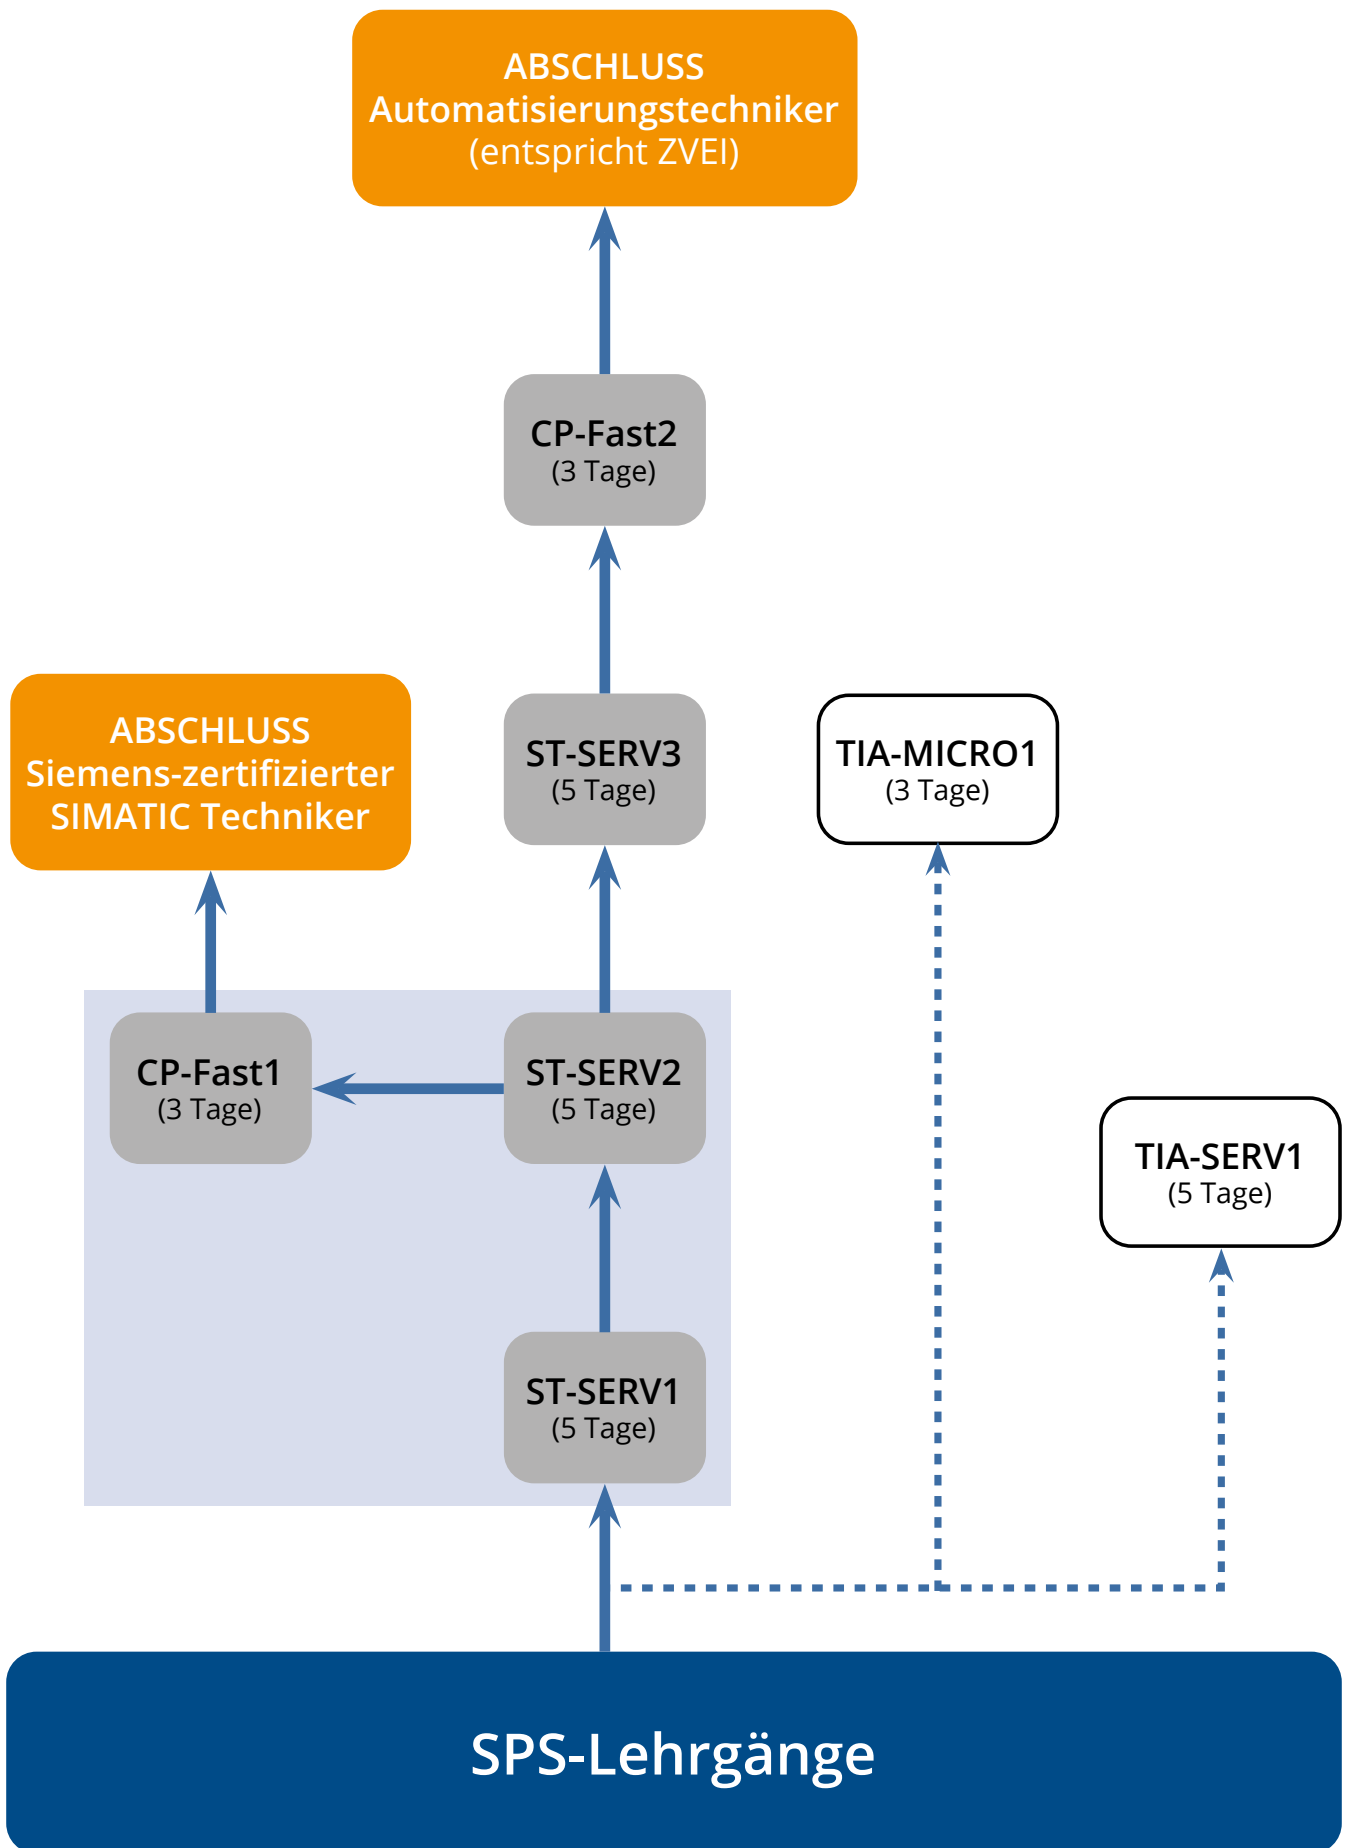 ABSCHLUSS
Automatisierungstechniker
(entspricht ZVEI)
CP-Fast2
(3 Tage)
ABSCHLUSS
Siemens-zertifizierter
SIMATIC Techniker
ST-SERV3
(5 Tage)
TIA-MICRO1
(3 Tage)
CP-Fast1
(3 Tage)
ST-SERV2
(5 Tage)
TIA-SERV1
(5 Tage)
ST-SERV1
(5 Tage)
SPS-Lehrgänge